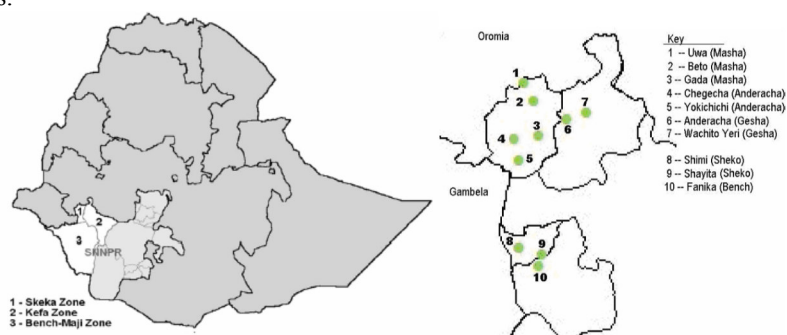 s.
1
2
3
SNNPR
1 - Skeka Zone
2 - Kefa Zone
3 - Bench-Maji Zone
Oromia
Gambela
1
2
3
4
5
6
7
8
9
10
Key
1 -- Uwa (Masha)
2 -- Beto (Masha)
3 -- Gada (Masha)
4 -- Chegecha (Anderacha)
5 -- Yokichichi (Anderacha)
6 -- Anderacha (Gesha)
7 -- Wachito Yeri (Gesha)
8 -- Shimi (Sheko)
9 -- Shayita (Sheko)
10 -- Fanika (Bench)